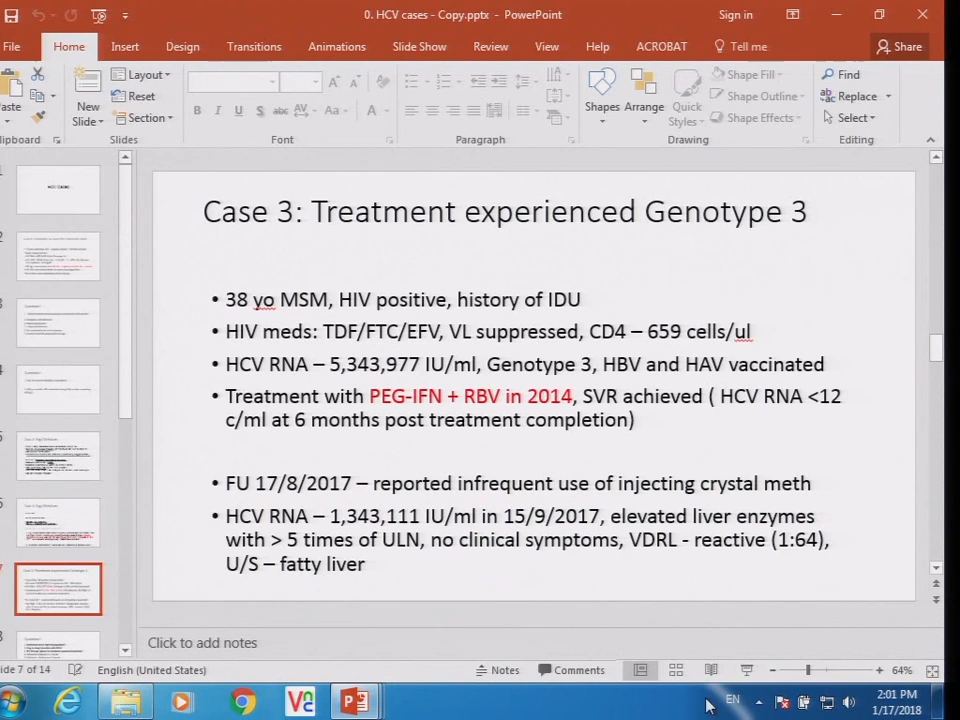 0. HCV cases - Copy.pptx - PowerPoint
Sign in
File
Home
Insert
Design
Transitions
Animations
Slide Show
Review
View
Help
ACROBAT
Tell me
Share
Layout
Reset
Section
New
Slide
Shapes
Arrange
Quick
Styles
Shape Fill
Shape Outline
Shape Effects
Find
Replace
Select
Slides
Font
Paragraph
Drawing
Editing
Case 3: Treatment experienced Genotype 3
• 38 yo MSM, HIV positive, history of IDU
• HIV meds: TDF/FTC/EFV, VL suppressed, CD4 – 659 cells/ul
• HCV RNA – 5,343,977 IU/ml, Genotype 3, HBV and HAV vaccinated
• Treatment with PEG-IFN + RBV in 2014, SVR achieved ( HCV RNA <12
c/ml at 6 months post treatment completion)
• FU 17/8/2017 – reported infrequent use of injecting crystal meth
• HCV RNA – 1,343,111 IU/ml in 15/9/2017, elevated liver enzymes
with > 5 times of ULN, no clinical symptoms, VDRL - reactive (1:64),
U/S – fatty liver
Click to add notes
lide 7 of 14
English (United States)
Notes
Comments
64%
EN
2:01 PM
1/17/2018